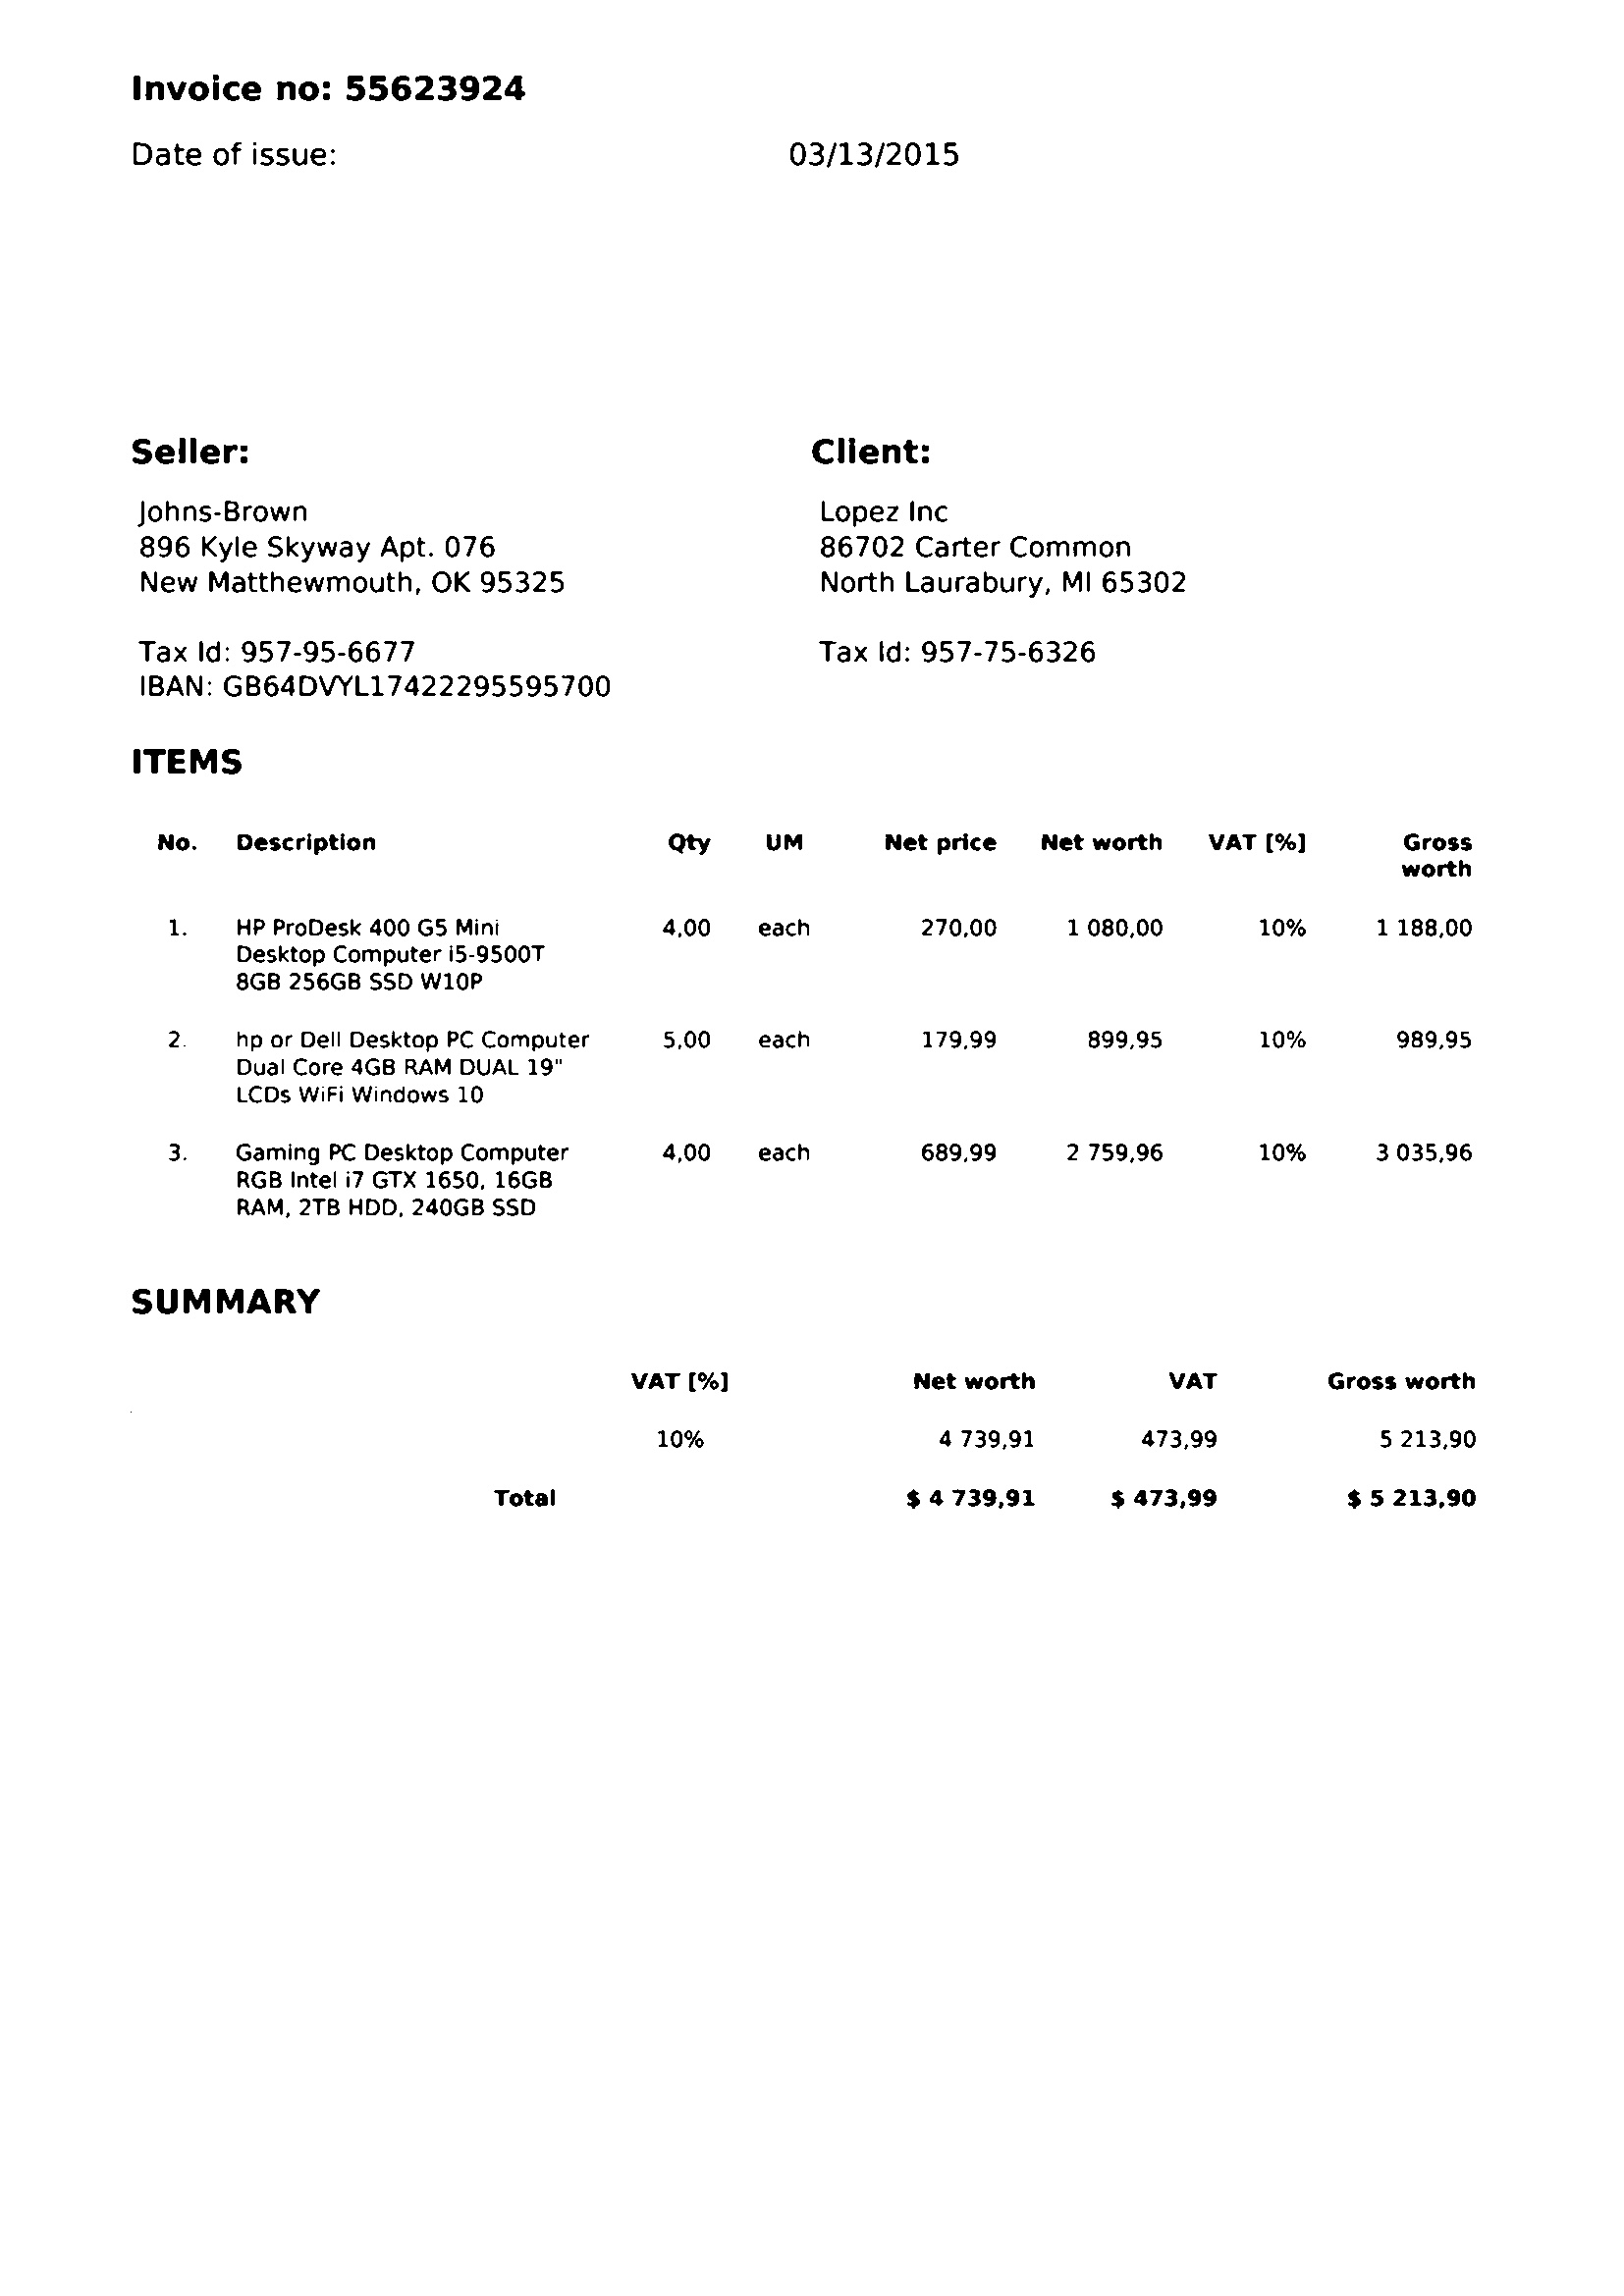 Invoice no: 55623924
Date of issue: 03/13/2015
Seller: Client:
Johns-Brown Lopez Inc
896 Kyle Skyway Apt. 076 86702 Carter Common
New Matthewmouth, OK 95325 North Laurabury, MI 65302
Tax Id: 957-95-6677 Tax Id: 957-75-6326
IBAN: GB64DVYL17422295595700
ITEMS
No. Description Qty UM Net price Net worth VAT [%] Gross
worth
1. HP ProDesk 400 G5 Mini 4,00 each 270,00 1 080,00 10% 1 188,00
Desktop Computer i5-9500T
8GB 256GB SSD W10P
2. hp or Dell Desktop PC Computer 5,00 each 179,99 899,95 10% 989,95
Dual Core 4GB RAM DUAL 19"
LCDs WiFi Windows 10
3. Gaming PC Desktop Computer 4,00 each 689,99 2 759,96 10% 3 035,96
RGB Intel i7 GTX 1650, 16GB
RAM, 2TB HDD, 240GB SSD
SUMMARY
VAT [%] Net worth VAT Gross worth
10% 4 739,91 473,99 5 213,90
Total $ 4 739,91 $ 473,99 $ 5 213,90